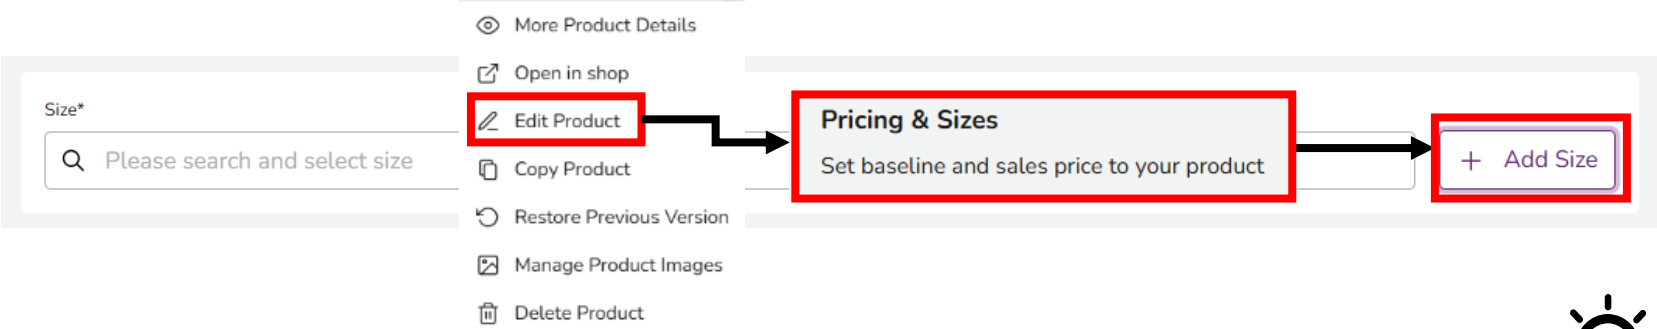 More Product Details
Open in shop
Size*
Edit Product
Pricing & Sizes
Please search and select size
Copy Product
Set baseline and sales price to your product
+ Add Size
Restore Previous Version
Manage Product Images
Delete Product